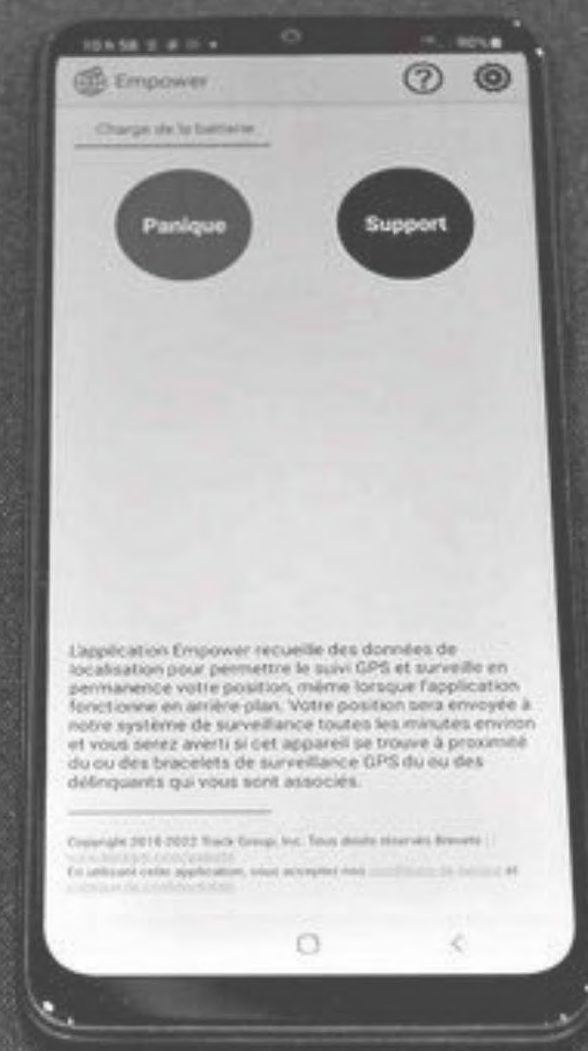 10 h 58
90%
Empower
?
Charge de la batterie
Panique
Support
L'application Empower recueille des données de
localisation pour permettre le suivi GPS et surveille en
permanence votre position, même lorsque l'application
fonctionne en arrière-plan. Votre position sera envoyée à
notre système de surveillance toutes les minutes environ
et vous serez averti si cet appareil se trouve à proximité
du ou des bracelets de surveillance GPS du ou des
délinquants qui vous sont associés.
Copyright 2018-2022 Track Group, Inc. Tous droits réservés Brevets :
En utilisant cette application, vous acceptez nos et